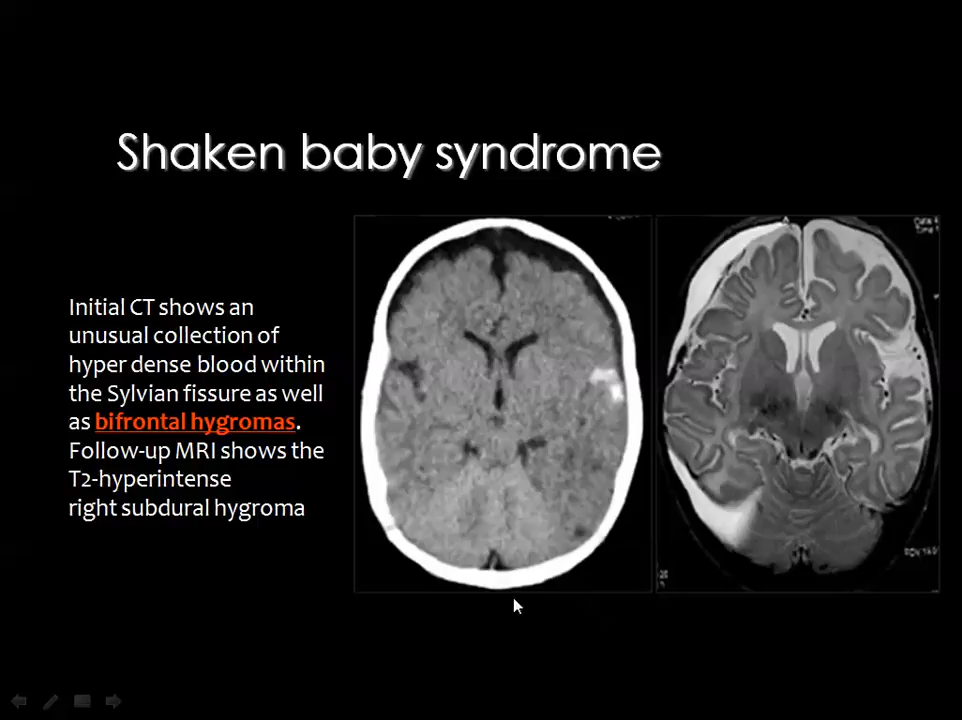 Shaken baby syndrome
Initial CT shows an
unusual collection of
hyper dense blood within
the Sylvian fissure as well
as bifrontal hygromas.
Follow-up MRI shows the
T2-hyperintense
right subdural hygroma